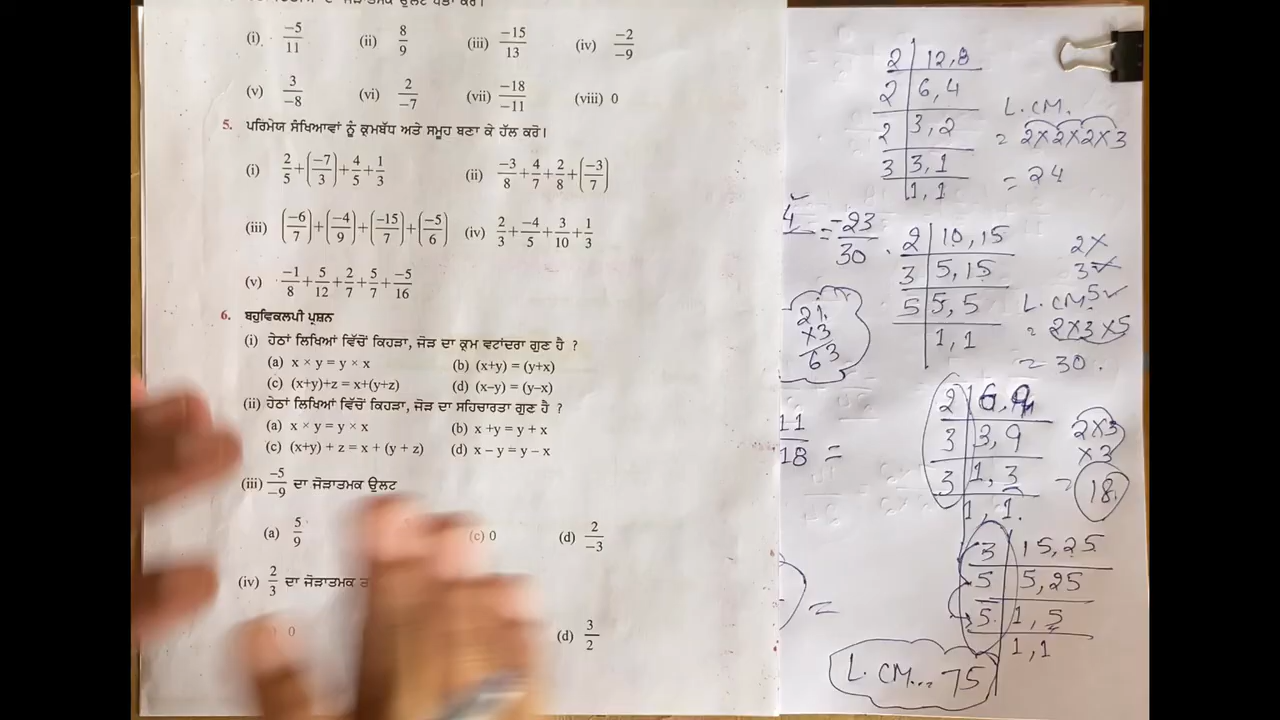 (i). -5/11 (ii) 8/9 (iii) -15/13 (iv) -2/-9
(v) 3/-8 (vi) 2/-7 (vii) -18/-11 (viii) 0
5. ਪਰਿਮੇਯ ਸੰਖਿਆਵਾਂ ਨੂੰ ਕ੍ਰਮਬੱਧ ਅਤੇ ਸਮੂਹ ਬਣਾ ਕੇ ਹੱਲ ਕਰੋ।
(i) 2/5+(-7/3)+4/5+1/3 (ii) -3/8+4/7+2/8+(-3/7)
(iii) (-6/7)+(-4/9)+(-15/7)+(-5/6) (iv) 2/3+-4/5+3/10+1/3
(v) -1/8+5/12+2/7+5/7+-5/16
6. ਬਹੁਵਿਕਲਪੀ ਪ੍ਰਸ਼ਨ
(i) ਹੇਠਾਂ ਲਿਖਿਆਂ ਵਿੱਚੋਂ ਕਿਹੜਾ, ਜੋੜ ਦਾ ਕ੍ਰਮ ਵਟਾਂਦਰਾ ਗੁਣ ਹੈ ?
(a) x × y = y × x (b) (x+y) = (y+x)
(c) (x+y)+z = x+(y+z) (d) (x–y) = (y–x)
(ii) ਹੇਠਾਂ ਲਿਖਿਆਂ ਵਿੱਚੋਂ ਕਿਹੜਾ, ਜੋੜ ਦਾ ਸਹਿਚਾਰਤਾ ਗੁਣ ਹੈ ?
(a) x × y = y × x (b) x +y = y + x
(c) (x+y) + z = x + (y + z) (d) x – y = y – x
(iii) -5/-9 ਦਾ ਜੋੜਾਤਮਕ ਉਲਟ
(a) 5/9 (c) 0 (d) 2/-3
(iv) 2/3 ਦਾ ਜੋੜਾਤਮਕ
0 (d) 3/2
2 | 12,8
2 | 6,4
2 | 3,2
3 | 3,1
1,1
L.CM.
= 2×2×2×3
= 24
= -23/30 .
2 | 10,15
3 | 5,15
5 | 5,5
1,1
2×
3
5
L.CM
= 2×3×5
= 30.
21
×3
63
11/18 =
2 | 6,9
3 | 3,9
3 | 1,3
1,1.
2×3
×3
= 18.
3 | 15,25
5 | 5,25
5 | 1,5
1,1
=
L.CM... 75